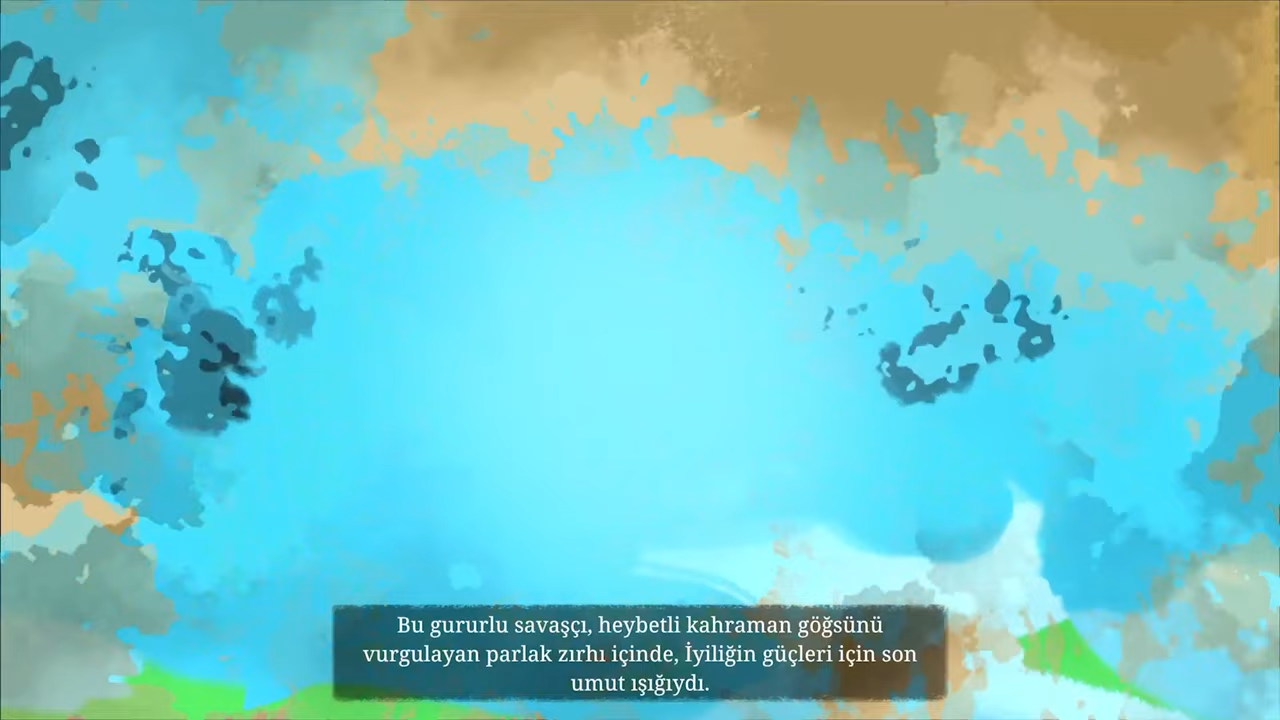 Bu gururlu savaşçı, heybetli kahraman göğsünü
vurgulayan parlak zırhı içinde, İyiliğin güçleri için son
umut ışığıydı.